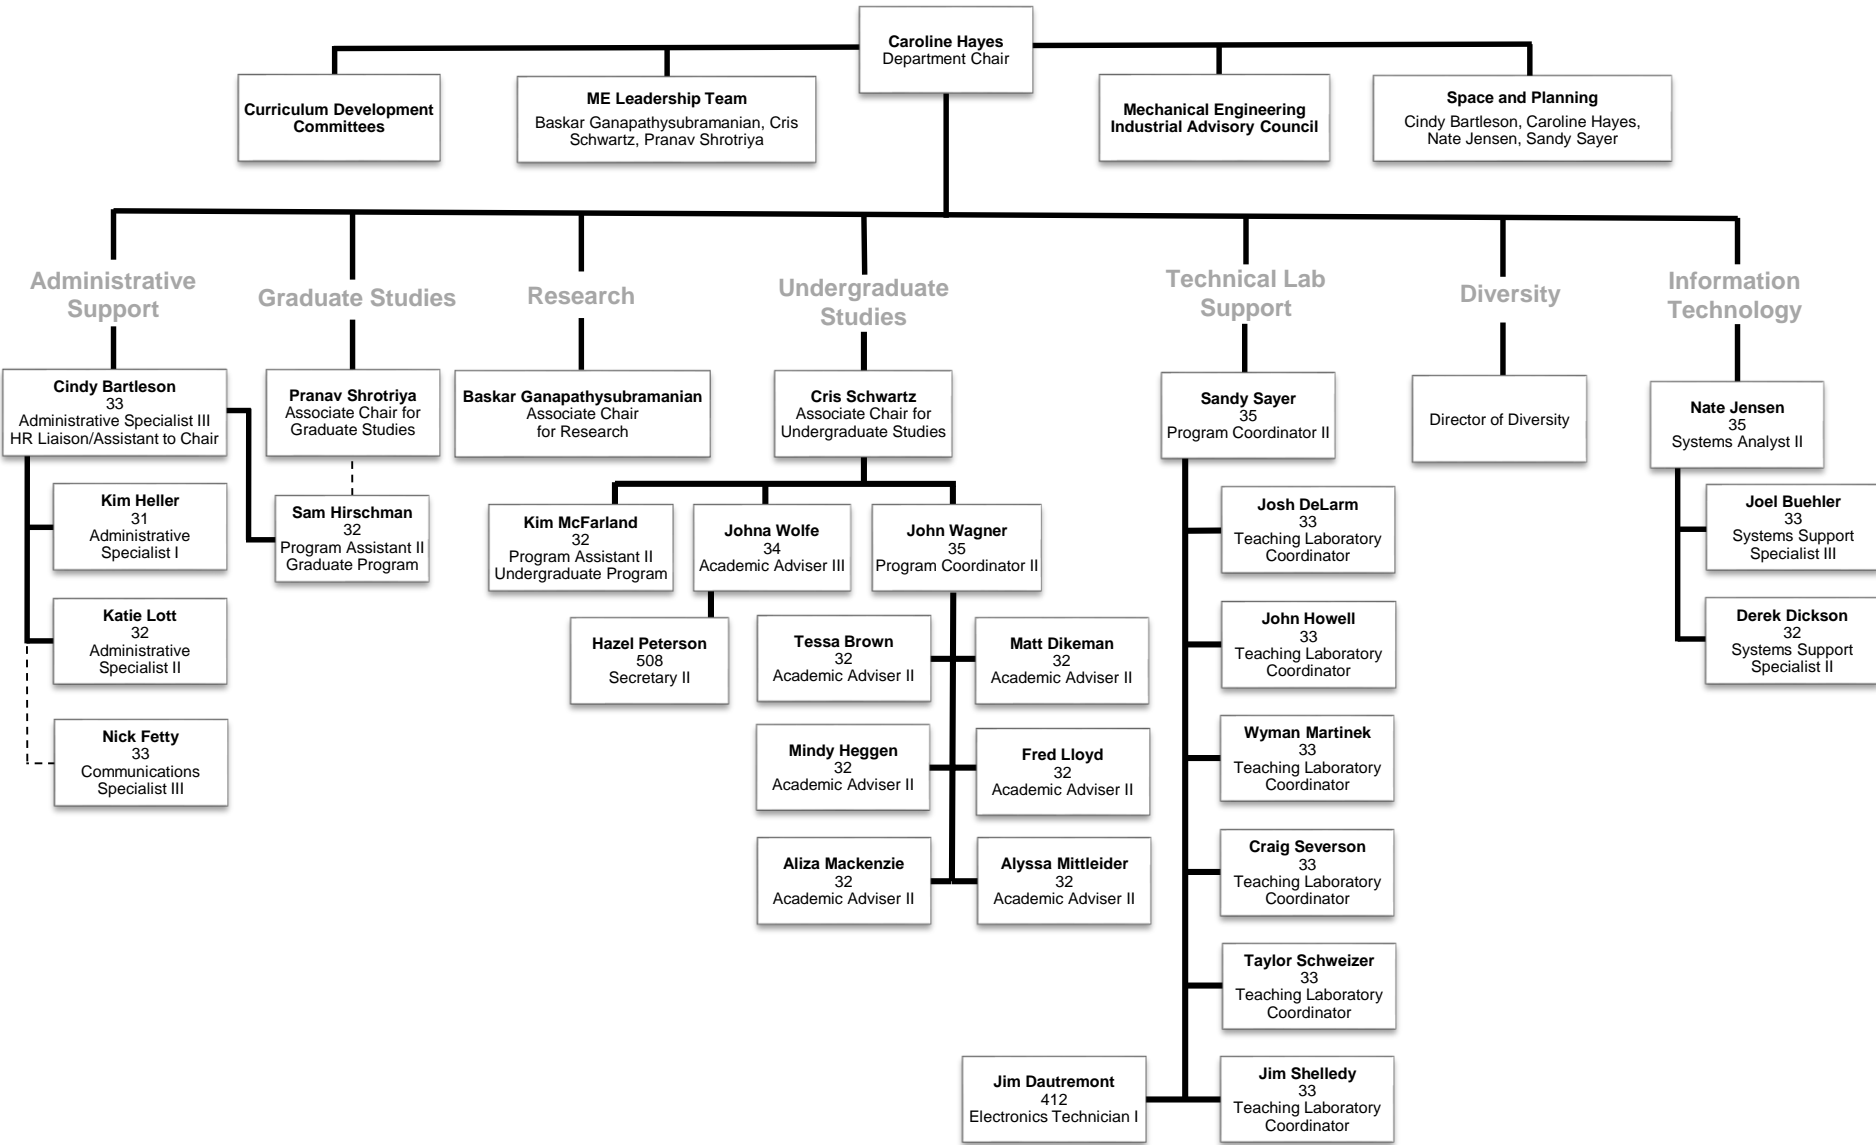 Caroline Hayes
Department Chair
Curriculum Development
Committees
ME Leadership Team
Baskar Ganapathysubramanian, Cris
Schwartz, Pranav Shrotriya
Mechanical Engineering
Industrial Advisory Council
Space and Planning
Cindy Bartleson, Caroline Hayes,
Nate Jensen, Sandy Sayer
Administrative
Support
Graduate Studies
Research
Undergraduate
Studies
Technical Lab
Support
Diversity
Information
Technology
Cindy Bartleson
33
Administrative Specialist III
HR Liaison/Assistant to Chair
Kim Heller
31
Administrative
Specialist I
Katie Lott
32
Administrative
Specialist II
Nick Fetty
33
Communications
Specialist III
Pranav Shrotriya
Associate Chair for
Graduate Studies
Sam Hirschman
32
Program Assistant II
Graduate Program
Baskar Ganapathysubramanian
Associate Chair
for Research
Cris Schwartz
Associate Chair for
Undergraduate Studies
Kim McFarland
32
Program Assistant II
Undergraduate Program
Johna Wolfe
34
Academic Adviser III
Hazel Peterson
508
Secretary II
John Wagner
35
Program Coordinator II
Tessa Brown
32
Academic Adviser II
Matt Dikeman
32
Academic Adviser II
Mindy Heggen
32
Academic Adviser II
Fred Lloyd
32
Academic Adviser II
Aliza Mackenzie
32
Academic Adviser II
Alyssa Mittleider
32
Academic Adviser II
Sandy Sayer
35
Program Coordinator II
Josh DeLarm
33
Teaching Laboratory
Coordinator
John Howell
33
Teaching Laboratory
Coordinator
Wyman Martinek
33
Teaching Laboratory
Coordinator
Craig Severson
33
Teaching Laboratory
Coordinator
Taylor Schweizer
33
Teaching Laboratory
Coordinator
Jim Dautremont
412
Electronics Technician I
Jim Shelledy
33
Teaching Laboratory
Coordinator
Director of Diversity
Nate Jensen
35
Systems Analyst II
Joel Buehler
33
Systems Support
Specialist III
Derek Dickson
32
Systems Support
Specialist II